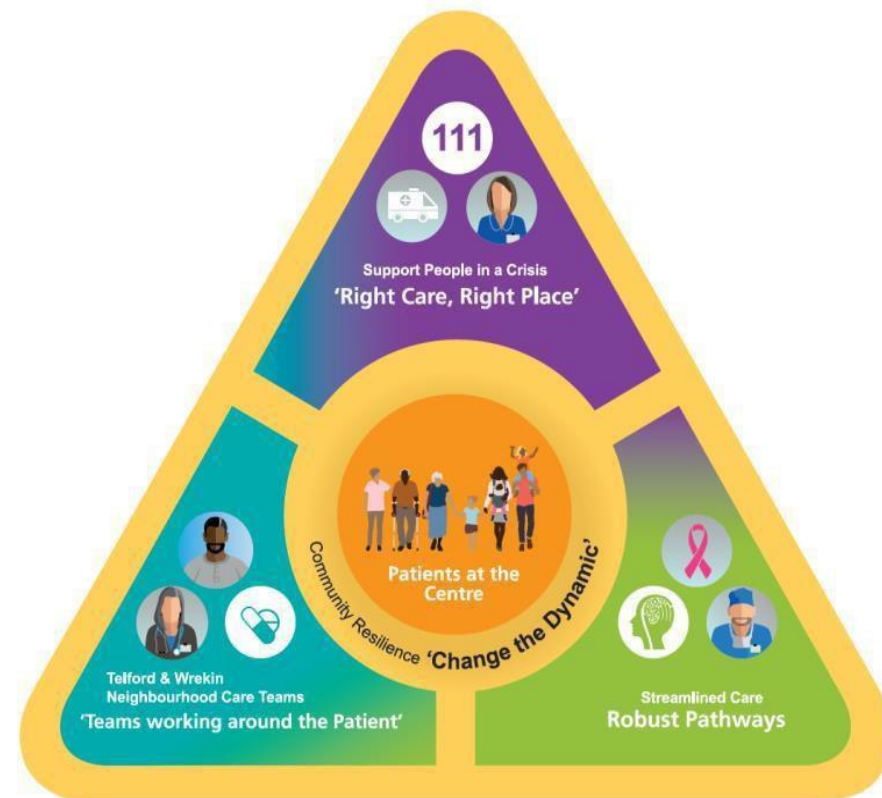 111
Support People in a Crisis
'Right Care, Right Place'
Patients at the
Centre
Community Resilience 'Change the Dynamic'
Telford & Wrekin
Neighbourhood Care Teams
'Teams working around the Patient'
Streamlined Care
Robust Pathways